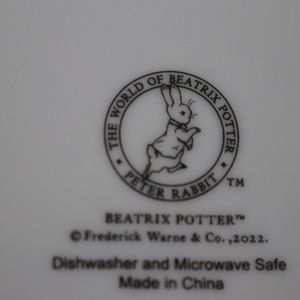 THE WORLD OF BEATRIX POTTER
• PETER RABBIT •
TM
BEATRIX POTTER™
© Frederick Warne & Co. ,2022.
Dishwasher and Microwave Safe
Made in China